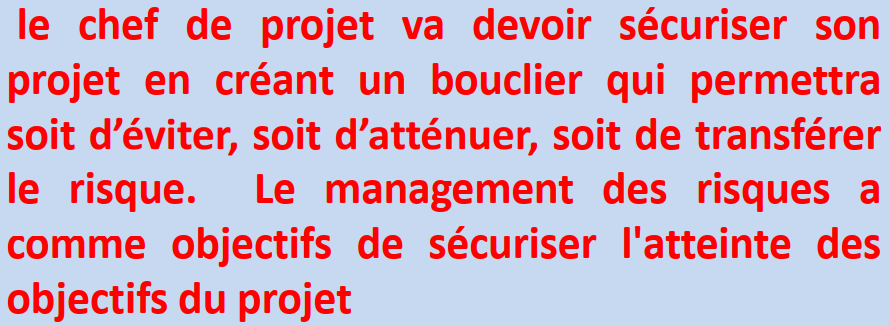 le chef de projet va devoir sécuriser son
projet en créant un bouclier qui permettra
soit d’éviter, soit d’atténuer, soit de transférer
le risque. Le management des risques a
comme objectifs de sécuriser l'atteinte des
objectifs du projet